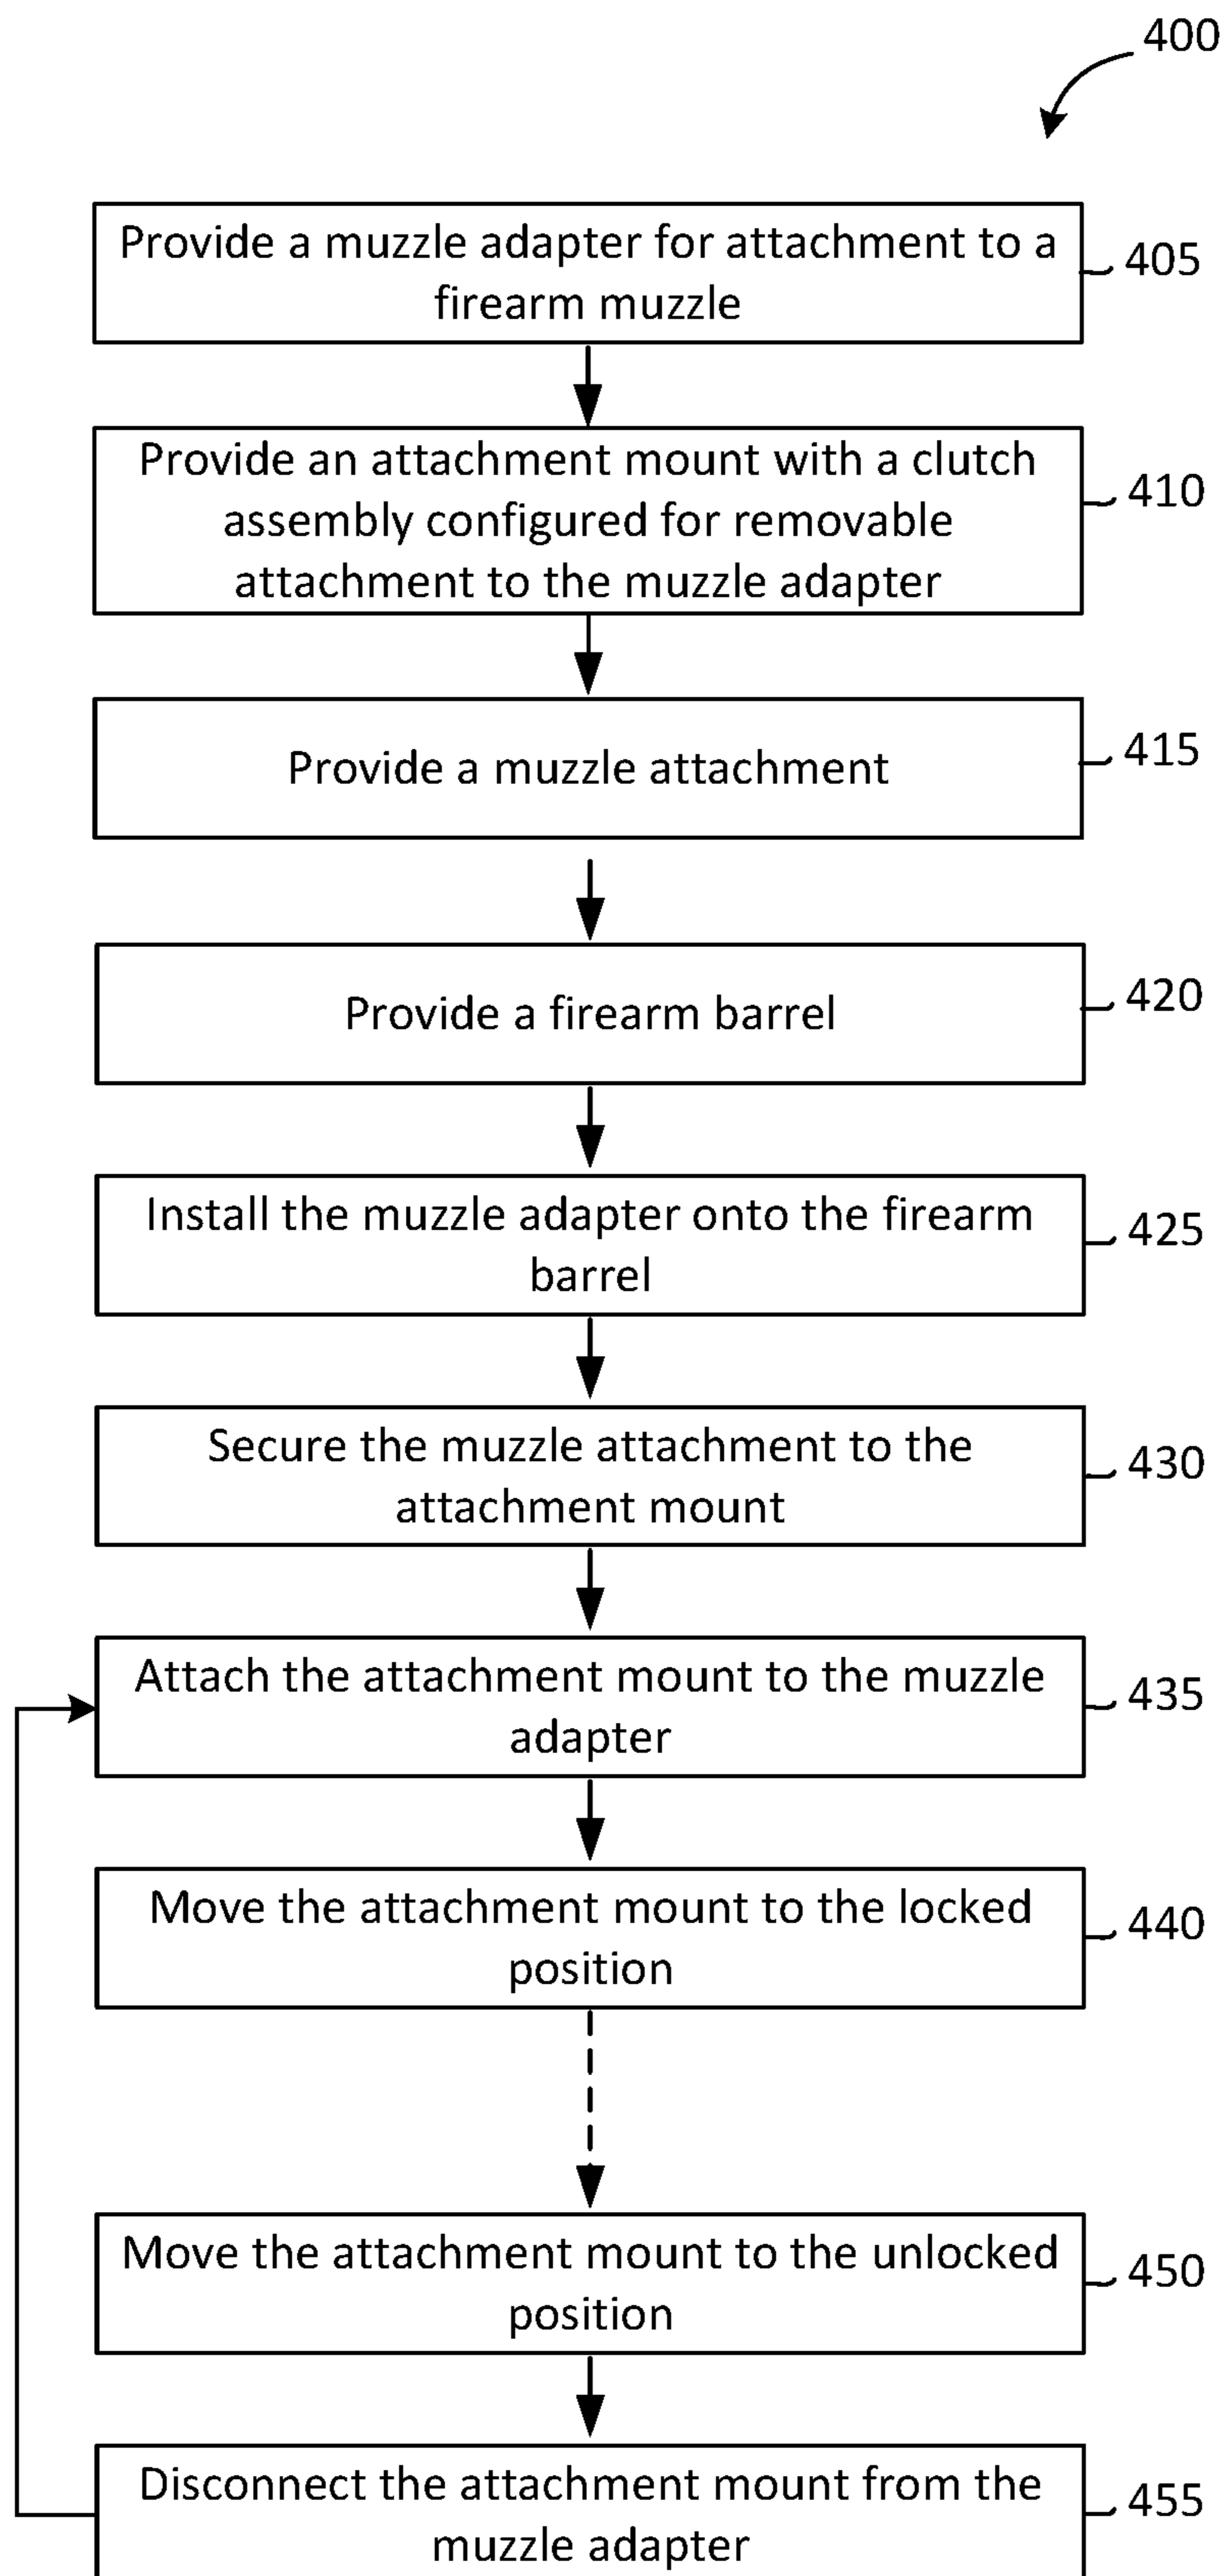 400
Provide a muzzle adapter for attachment to a
firearm muzzle
405
Provide an attachment mount with a clutch
assembly configured for removable
attachment to the muzzle adapter
410
Provide a muzzle attachment
415
Provide a firearm barrel
420
Install the muzzle adapter onto the firearm
barrel
425
Secure the muzzle attachment to the
attachment mount
430
Attach the attachment mount to the muzzle
adapter
435
Move the attachment mount to the locked
position
440
Move the attachment mount to the unlocked
position
450
Disconnect the attachment mount from the
muzzle adapter
455